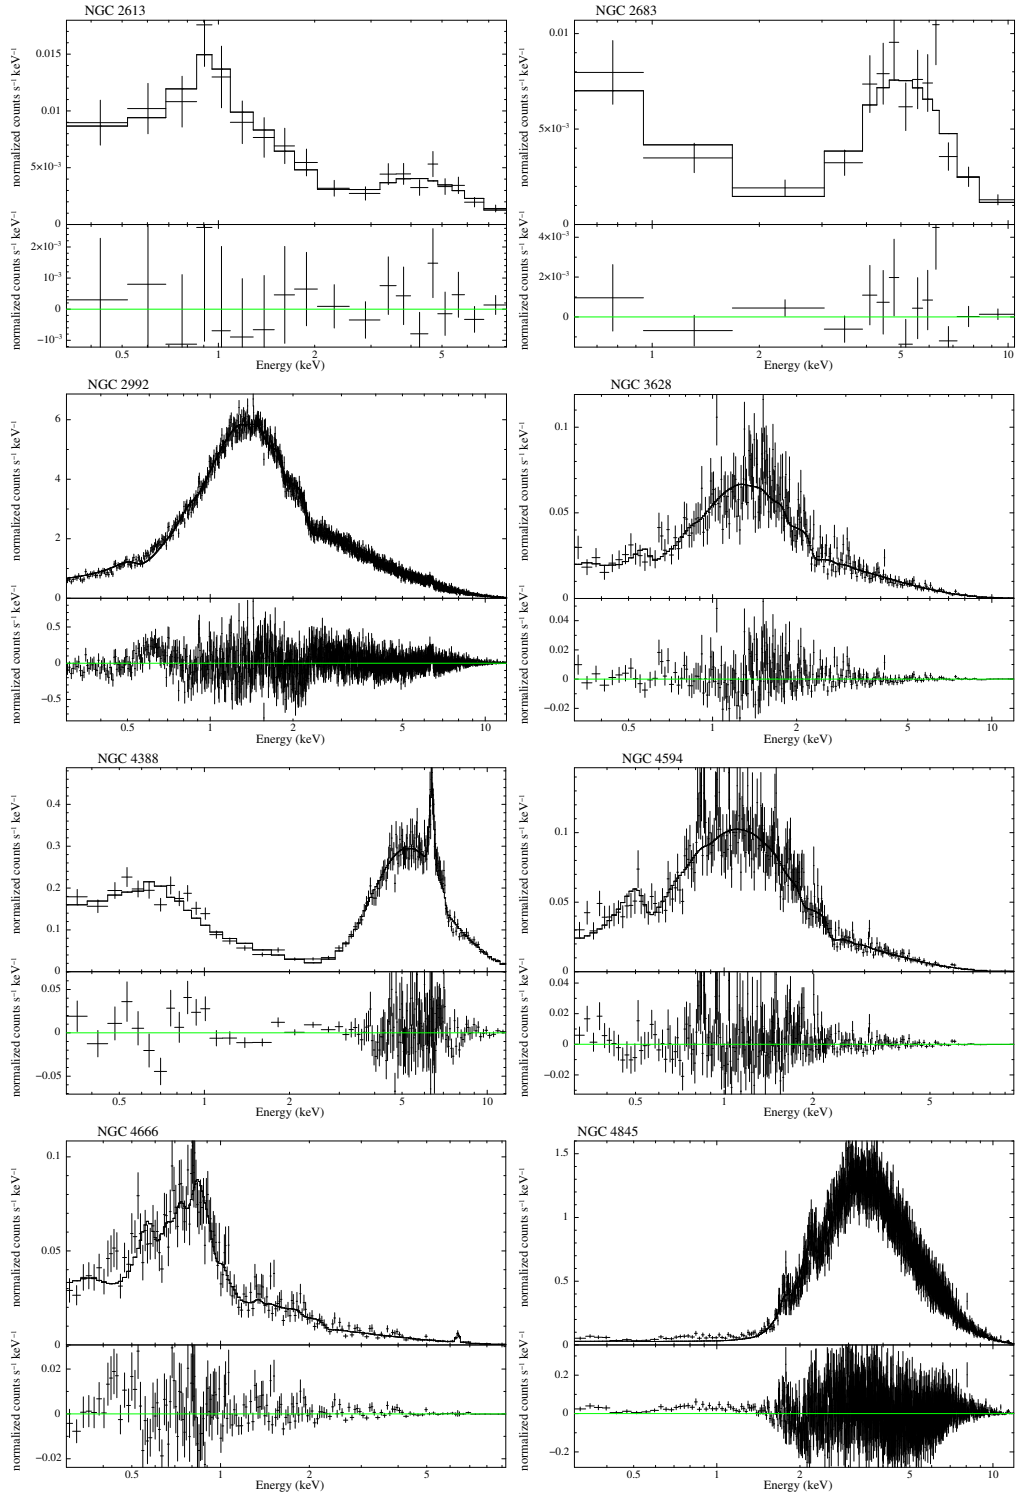 NGC 2613
normalized counts s⁻¹ keV⁻¹
0.015
0.01
5×10⁻³
0
normalized counts s⁻¹ keV⁻¹
2×10⁻³
10⁻³
0
−10⁻³
0.5 1 2 5
Energy (keV)
NGC 2683
normalized counts s⁻¹ keV⁻¹
0.01
5×10⁻³
0
normalized counts s⁻¹ keV⁻¹
4×10⁻³
2×10⁻³
0
1 2 5 10
Energy (keV)
NGC 2992
normalized counts s⁻¹ keV⁻¹
6
4
2
0
normalized counts s⁻¹ keV⁻¹
0.5
0
−0.5
0.5 1 2 5 10
Energy (keV)
NGC 3628
normalized counts s⁻¹ keV⁻¹
0.1
0.05
0
normalized counts s⁻¹ keV⁻¹
0.04
0.02
0
−0.02
0.5 1 2 5 10
Energy (keV)
NGC 4388
normalized counts s⁻¹ keV⁻¹
0.4
0.3
0.2
0.1
0
normalized counts s⁻¹ keV⁻¹
0.05
0
−0.05
0.5 1 2 5 10
Energy (keV)
NGC 4594
normalized counts s⁻¹ keV⁻¹
0.1
0.05
0
normalized counts s⁻¹ keV⁻¹
0.04
0.02
0
−0.02
0.5 1 2 5
Energy (keV)
NGC 4666
normalized counts s⁻¹ keV⁻¹
0.1
0.05
0
normalized counts s⁻¹ keV⁻¹
0.02
0
−0.02
0.5 1 2 5
Energy (keV)
NGC 4845
normalized counts s⁻¹ keV⁻¹
1.5
1
0.5
0
normalized counts s⁻¹ keV⁻¹
0.2
0
−0.2
0.5 1 2 5 10
Energy (keV)